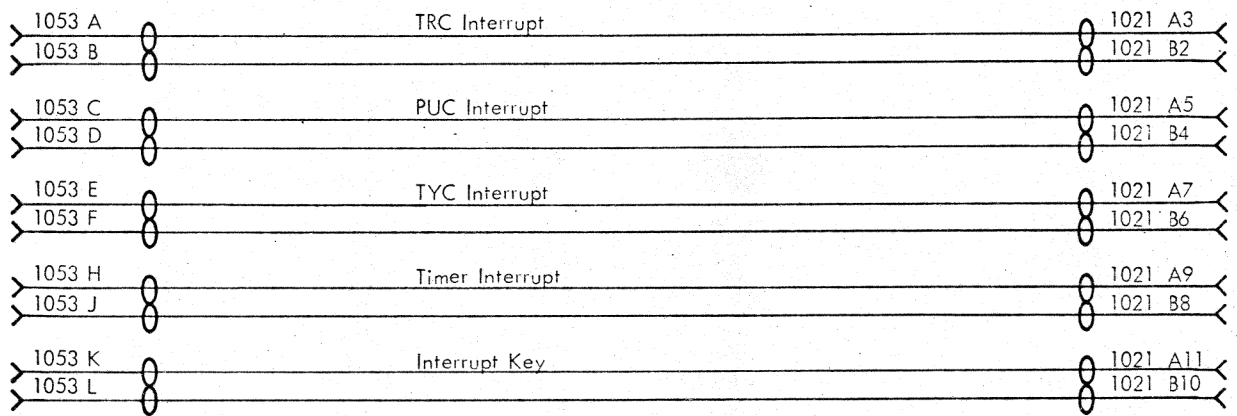 1053 A TRC Interrupt 1021 A3
1053 B 1021 B2
1053 C PUC Interrupt 1021 A5
1053 D 1021 B4
1053 E TYC Interrupt 1021 A7
1053 F 1021 B6
1053 H Timer Interrupt 1021 A9
1053 J 1021 B8
1053 K Interrupt Key 1021 A11
1053 L 1021 B10